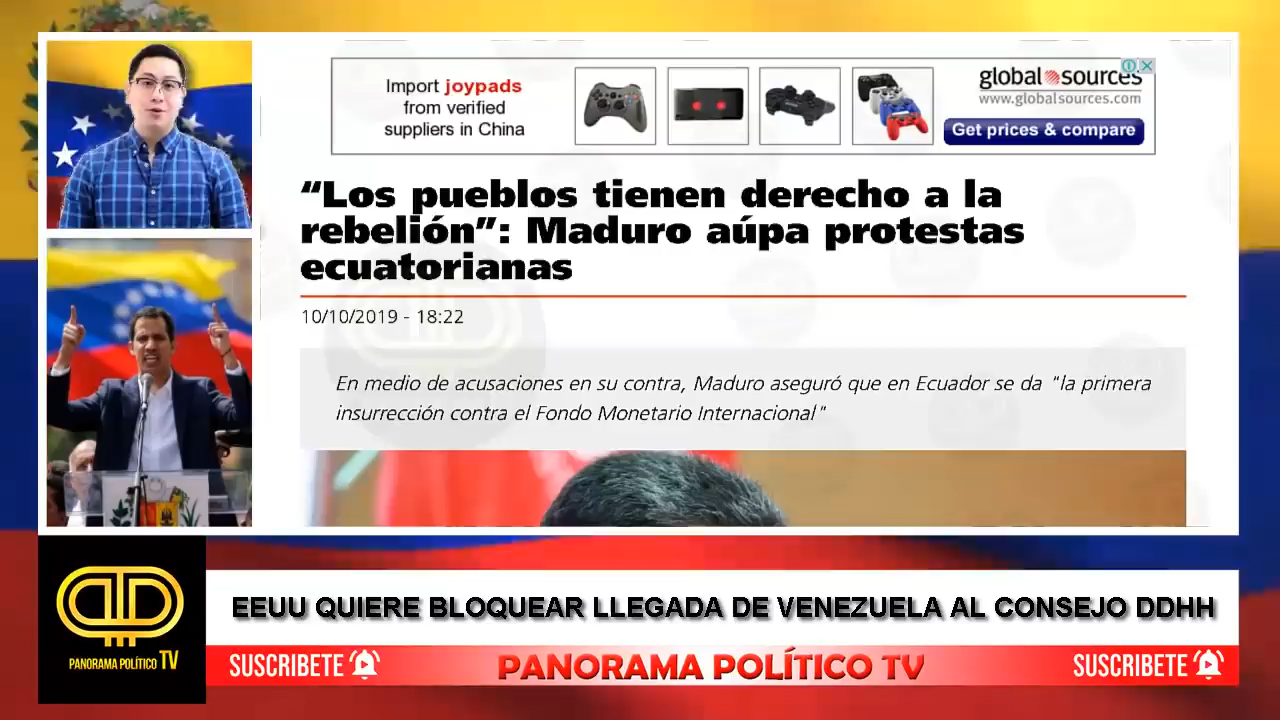 Import joypads
from verified
suppliers in China
global sources
www.globalsources.com
Get prices & compare
“Los pueblos tienen derecho a la
rebelión”: Maduro aúpa protestas
ecuatorianas
10/10/2019 - 18:22
En medio de acusaciones en su contra, Maduro aseguró que en Ecuador se da "la primera
insurrección contra el Fondo Monetario Internacional"
EEUU QUIERE BLOQUEAR LLEGADA DE VENEZUELA AL CONSEJO DDHH
PANORAMA POLÍTICO TV
SUSCRIBETE
PANORAMA POLÍTICO TV
SUSCRIBETE